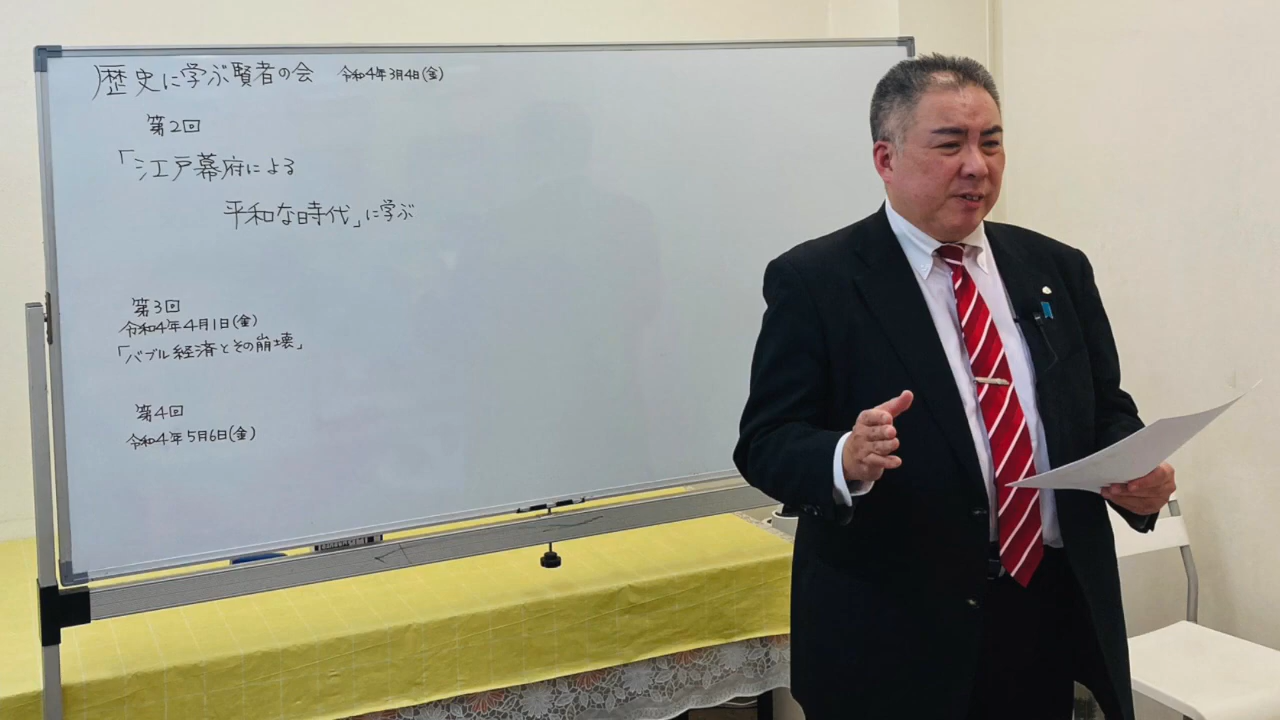 歴史に学ぶ賢者の会 令和4年3月4日(金)
第2回
「江戸幕府による
平和な時代」に学ぶ
第3回
令和4年4月1日(金)
「バブル経済とその崩壊」
第4回
令和4年5月6日(金)